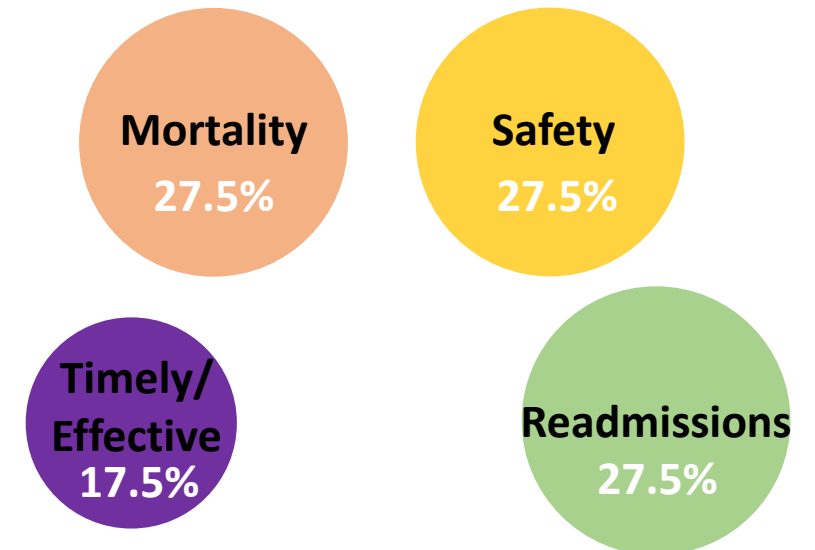 Mortality
27.5%
Safety
27.5%
Timely/
Effective
17.5%
Readmissions
27.5%